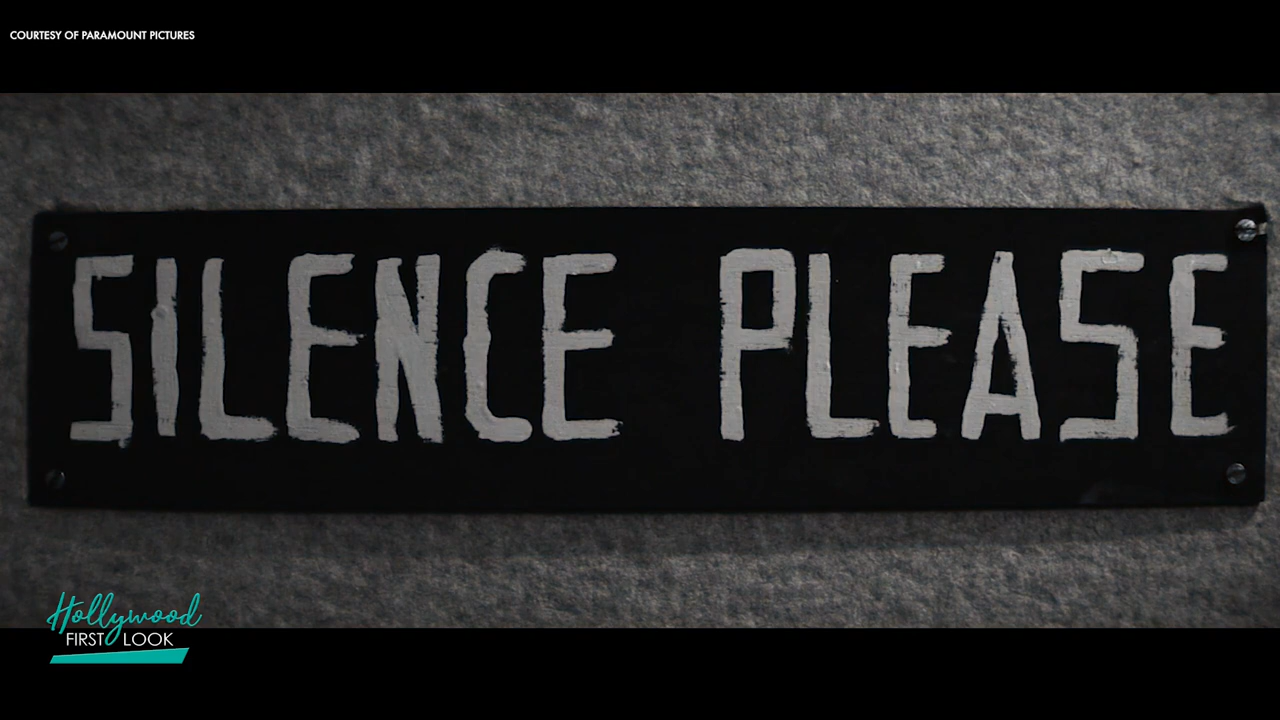 COURTESY OF PARAMOUNT PICTURES
SILENCE PLEASE
Hollywood
FIRST LOOK